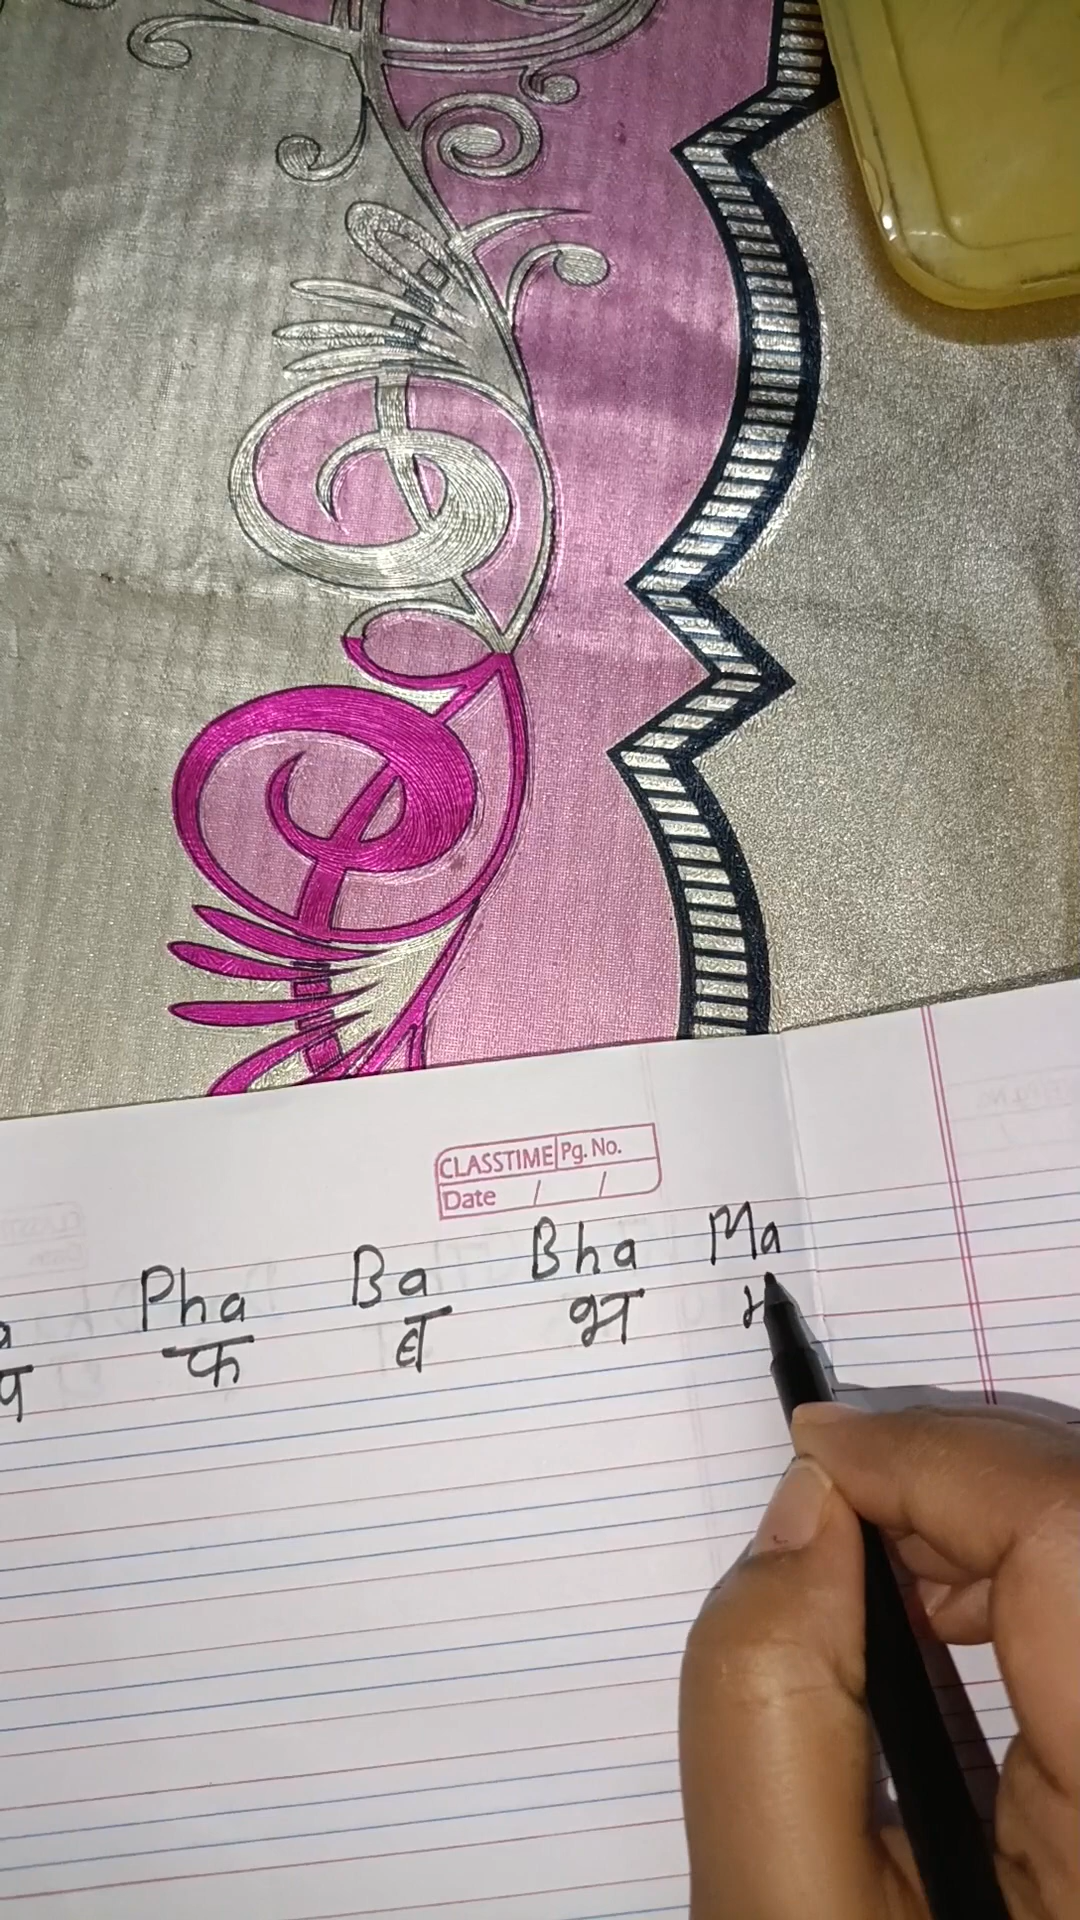 CLASSTIME Pg. No.
Date / /
Pha Ba Bha Ma
प फ ब भ